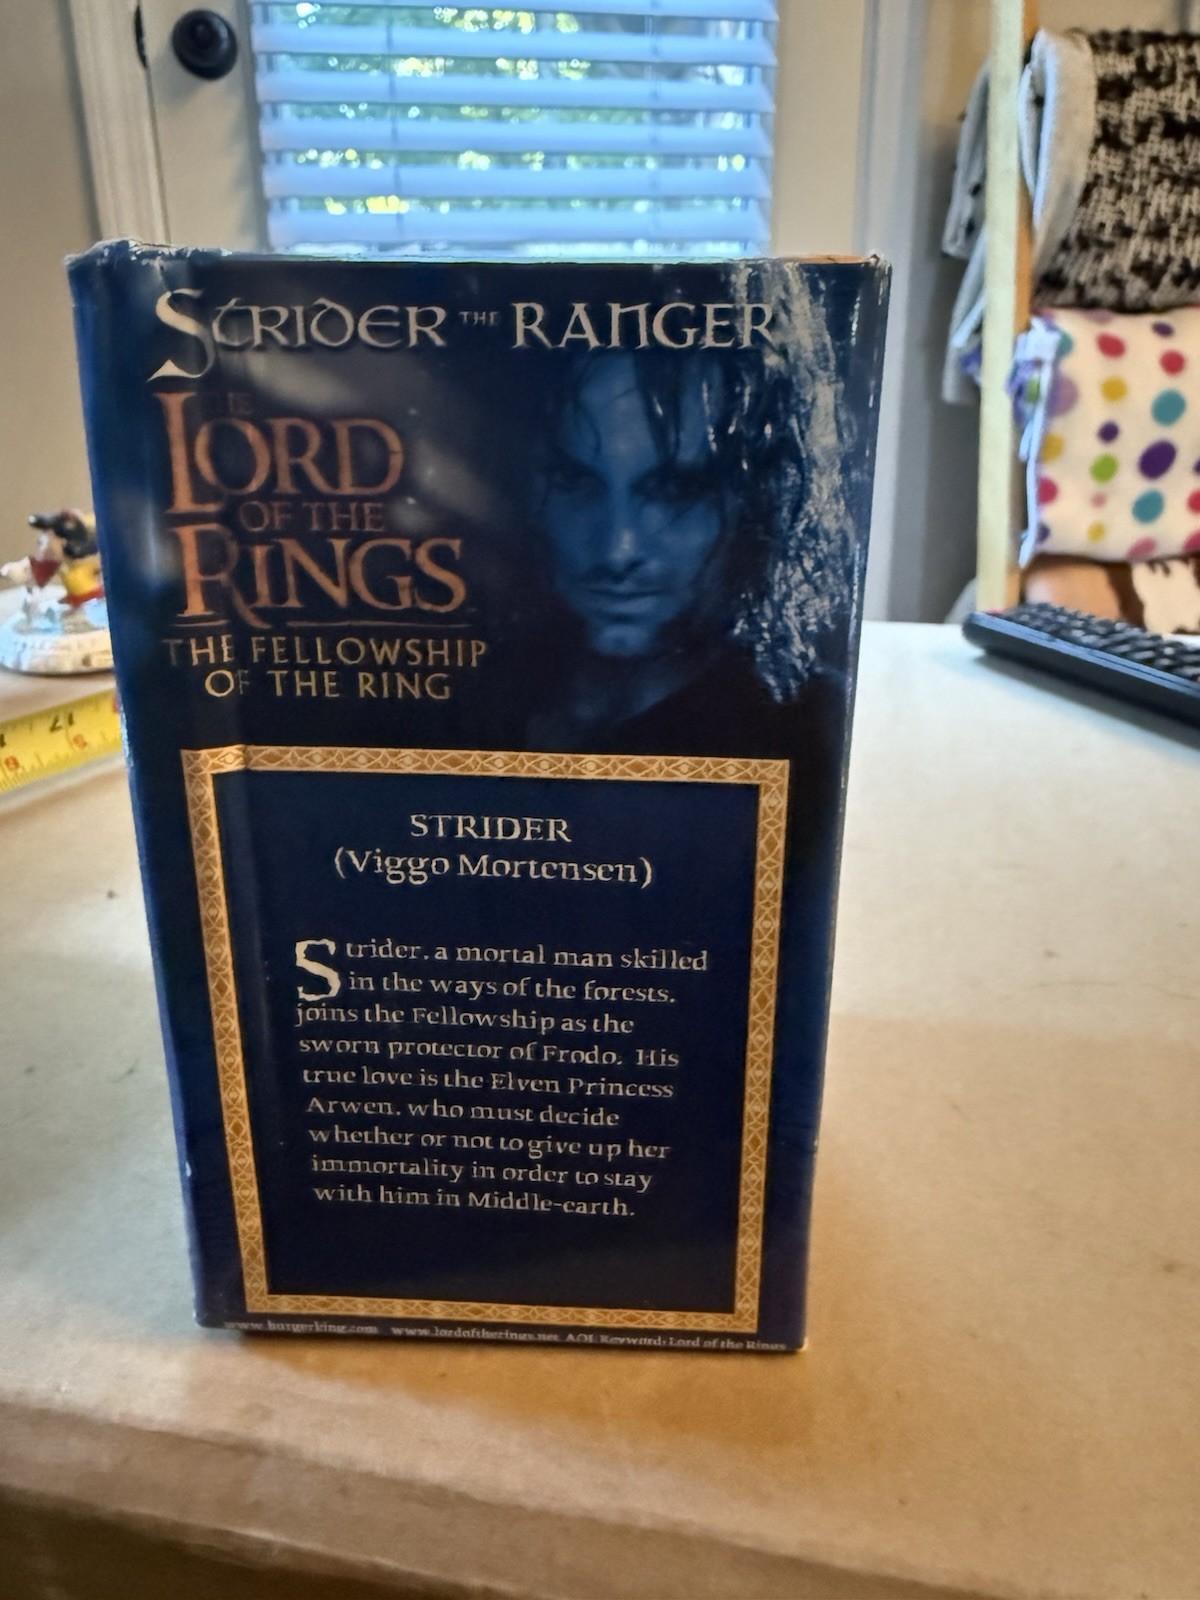 STRIDER THE RANGER
THE
LORD
OF THE
RINGS
THE FELLOWSHIP
OF THE RING
STRIDER
(Viggo Mortensen)
Strider, a mortal man skilled
in the ways of the forests,
joins the Fellowship as the
sworn protector of Frodo. His
true love is the Elven Princess
Arwen, who must decide
whether or not to give up her
immortality in order to stay
with him in Middle-earth.
www.burgerking.com www.lordoftherings.net AOL Keyword: Lord of the Rings
17